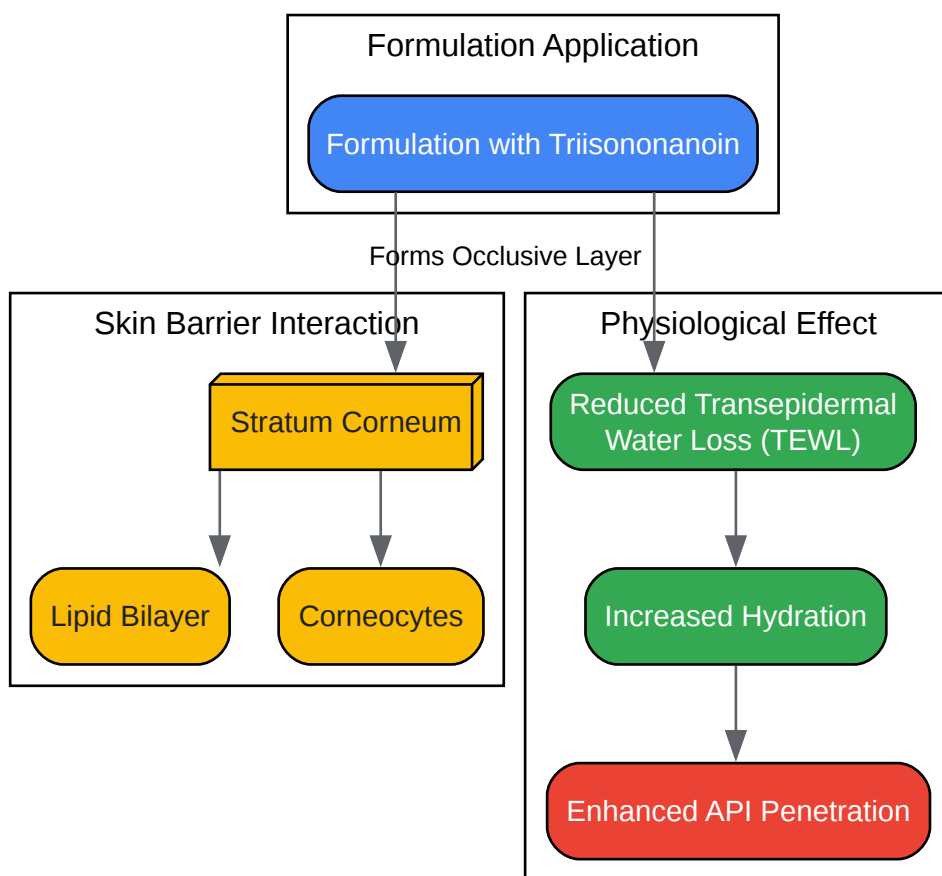 Formulation Application
Formulation with Triisononanoin
Forms Occlusive Layer
Skin Barrier Interaction
Stratum Corneum
Lipid Bilayer
Corneocytes
Physiological Effect
Reduced Transepidermal
Water Loss (TEWL)
Increased Hydration
Enhanced API Penetration